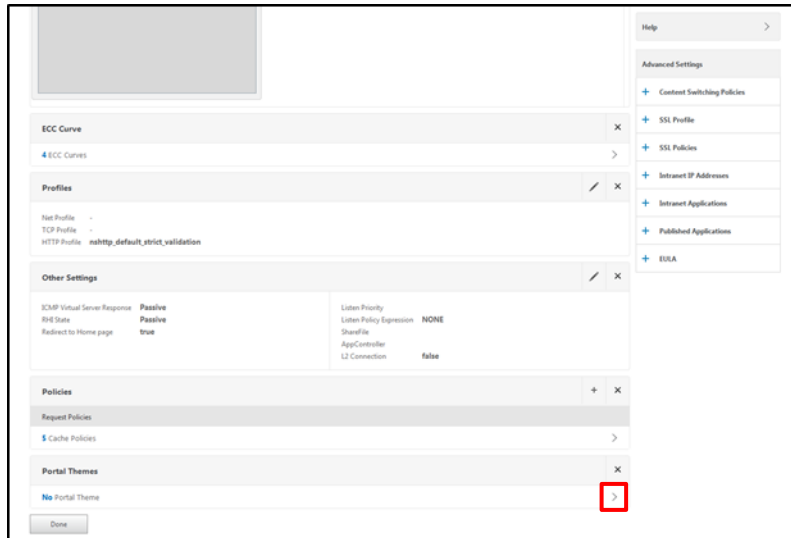 Help
Advanced Settings
+ Content Switching Policies
+ SSL Profile
+ SSL Policies
+ Intranet IP Addresses
+ Intranet Applications
+ Published Applications
+ EULA
ECC Curve
4 ECC Curves
Profiles
Net Profile -
TCP Profile -
HTTP Profile nshttp_default_strict_validation
Other Settings
ICMP Virtual Server Response Passive
RHI State Passive
Redirect to Home page true
Listen Priority
Listen Policy Expression NONE
ShareFile
AppController
L2 Connection false
Policies
Request Policies
5 Cache Policies
Portal Themes
No Portal Theme
Done